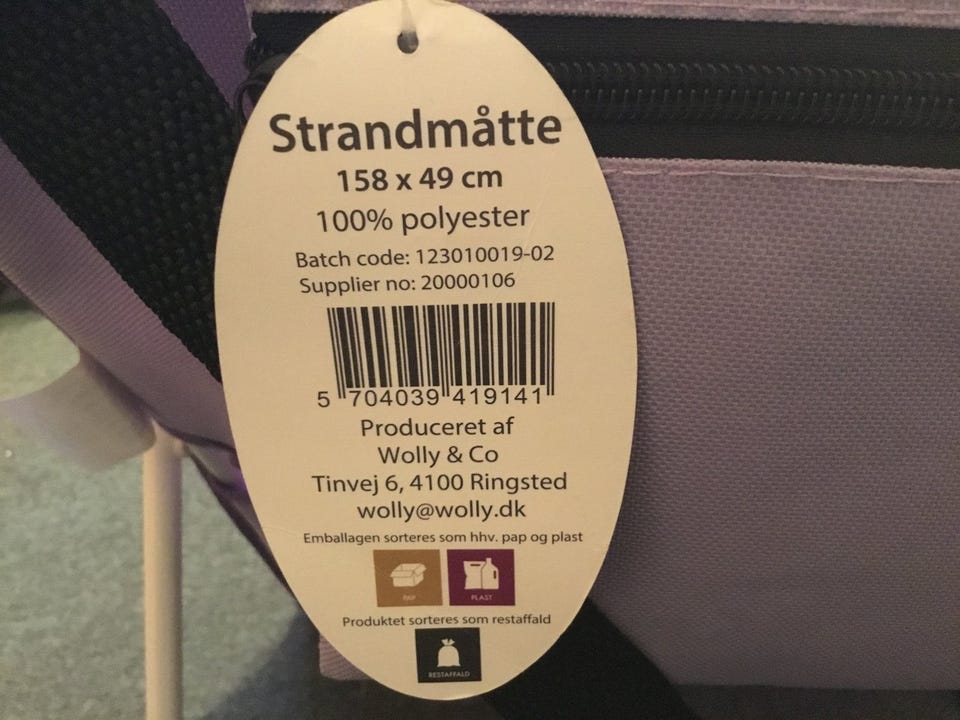 Strandmåtte
158 x 49 cm
100% polyester
Batch code: 123010019-02
Supplier no: 20000106
5 704039 419141
Produceret af
Wolly & Co
Tinvej 6, 4100 Ringsted
wolly@wolly.dk
Emballagen sorteres som hhv. pap og plast
PAP PLAST
Produktet sorteres som restaffald
RESTAFFALD